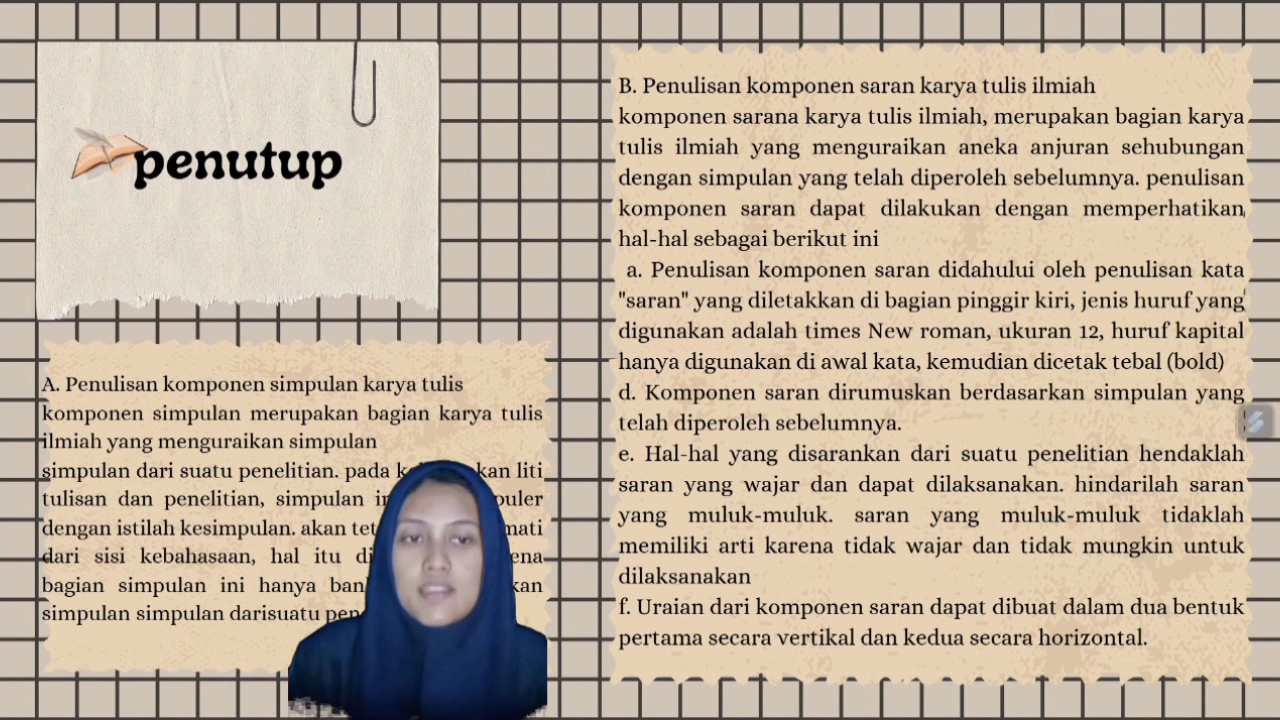 penutup
A. Penulisan komponen simpulan karya tulis
komponen simpulan merupakan bagian karya tulis
ilmiah yang menguraikan simpulan
simpulan dari suatu penelitian. pada liti
tulisan dan penelitian, simpulan
dengan istilah kesimpulan. akan
dari sisi kebahasaan, hal itu
bagian simpulan ini hanya
simpulan simpulan darisuatu
B. Penulisan komponen saran karya tulis ilmiah
komponen sarana karya tulis ilmiah, merupakan bagian karya
tulis ilmiah yang menguraikan aneka anjuran sehubungan
dengan simpulan yang telah diperoleh sebelumnya. penulisan
komponen saran dapat dilakukan dengan memperhatikan
hal-hal sebagai berikut ini
a. Penulisan komponen saran didahului oleh penulisan kata
"saran" yang diletakkan di bagian pinggir kiri, jenis huruf yang
digunakan adalah times New roman, ukuran 12, huruf kapital
hanya digunakan di awal kata, kemudian dicetak tebal (bold)
d. Komponen saran dirumuskan berdasarkan simpulan yang
telah diperoleh sebelumnya.
e. Hal-hal yang disarankan dari suatu penelitian hendaklah
saran yang wajar dan dapat dilaksanakan. hindarilah saran
yang muluk-muluk. saran yang muluk-muluk tidaklah
memiliki arti karena tidak wajar dan tidak mungkin untuk
dilaksanakan
f. Uraian dari komponen saran dapat dibuat dalam dua bentuk
pertama secara vertikal dan kedua secara horizontal.